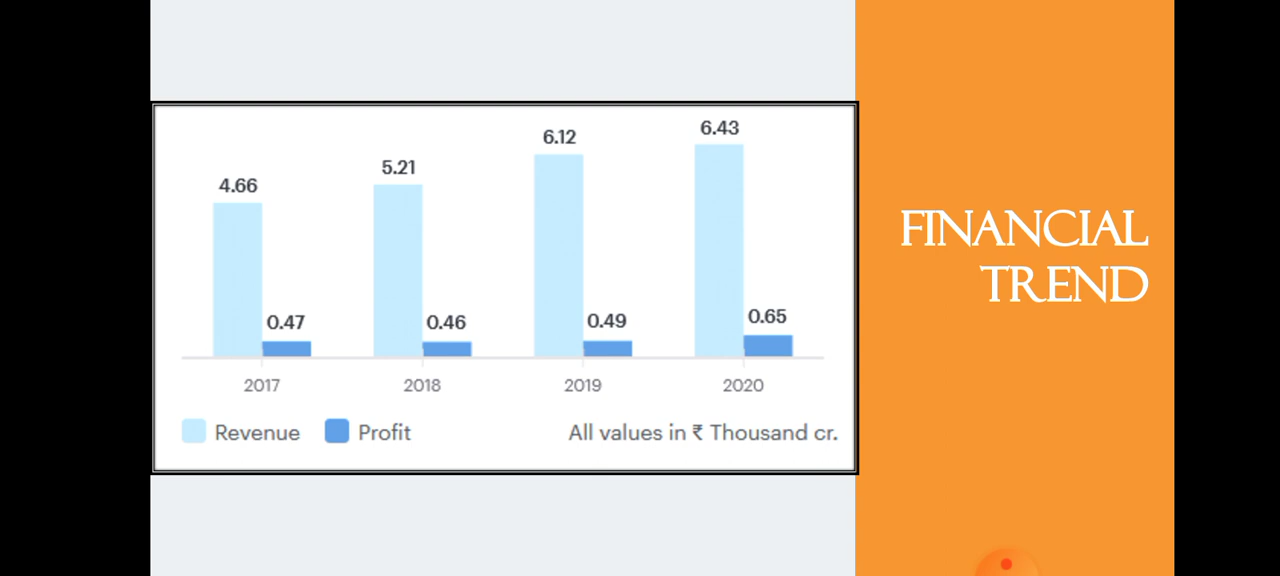 6.43
6.12
5.21
4.66
0.65
0.47
0.46
0.49
2017
2018
2019
2020
Revenue
Profit
All values in ₹ Thousand cr.
FINANCIAL
TREND